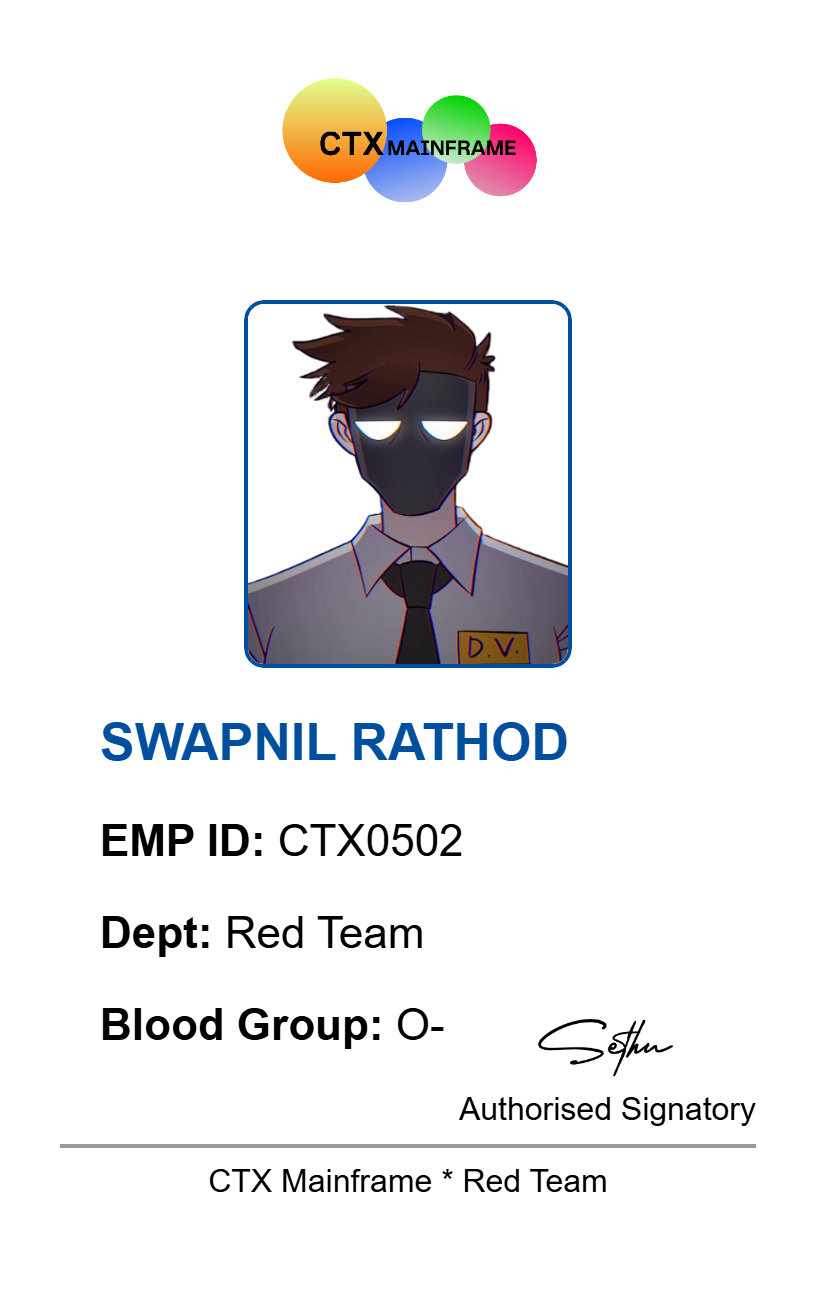 CTX MAINFRAME
D.V.
SWAPNIL RATHOD
EMP ID: CTX0502
Dept: Red Team
Blood Group: O-
Sethu
Authorised Signatory
CTX Mainframe * Red Team